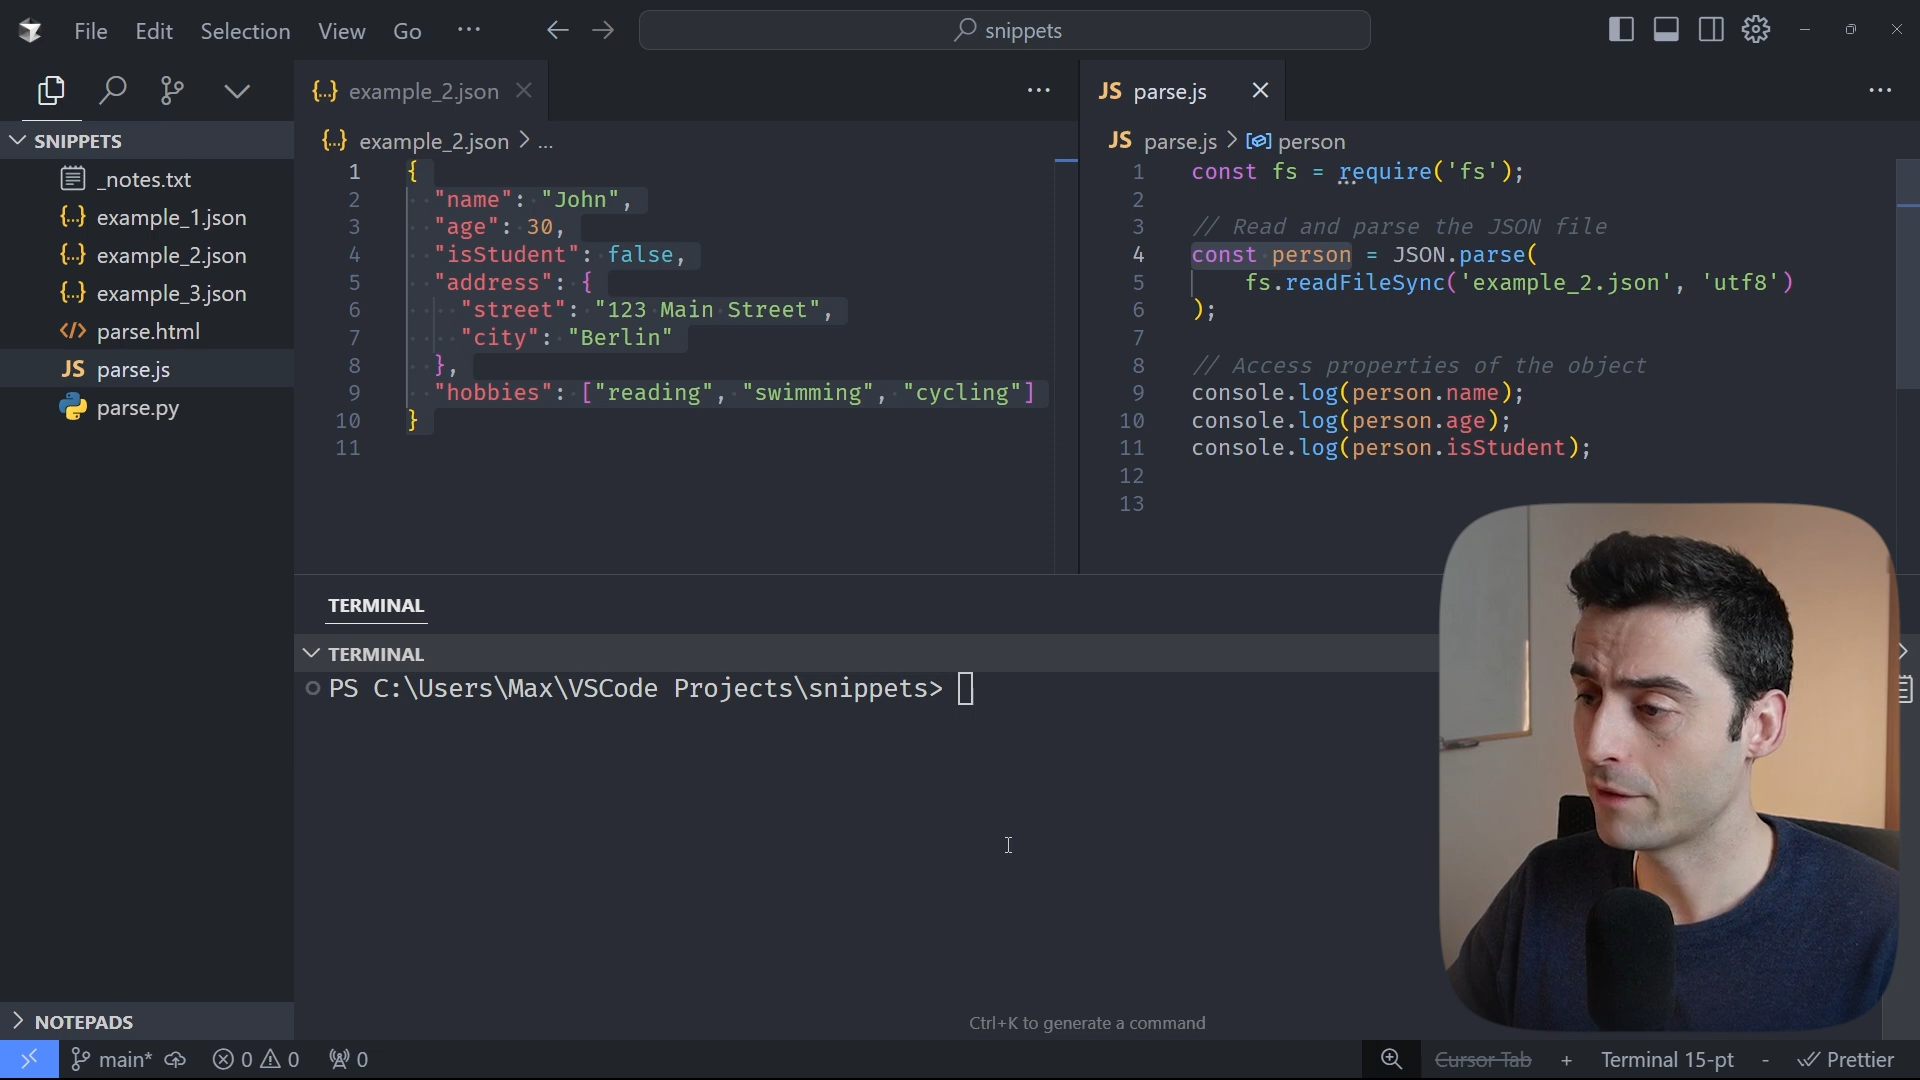 File Edit Selection View Go ... snippets
example_2.json
JS parse.js
SNIPPETS
_notes.txt
example_1.json
example_2.json
example_3.json
parse.html
JS parse.js
parse.py
{..} example_2.json > ...
1 {
2 "name": "John",
3 "age": 30,
4 "isStudent": false,
5 "address": {
6 "street": "123 Main Street",
7 "city": "Berlin"
8 },
9 "hobbies": ["reading", "swimming", "cycling"]
10 }
11
JS parse.js > person
1 const fs = require('fs');
2
3 // Read and parse the JSON file
4 const person = JSON.parse(
5 fs.readFileSync('example_2.json', 'utf8')
6 );
7
8 // Access properties of the object
9 console.log(person.name);
10 console.log(person.age);
11 console.log(person.isStudent);
12
13
TERMINAL
TERMINAL
PS C:\Users\Max\VSCode Projects\snippets>
Ctrl+K to generate a command
NOTEPADS
main* 0 0 0 Cursor Tab + Terminal 15-pt - Prettier